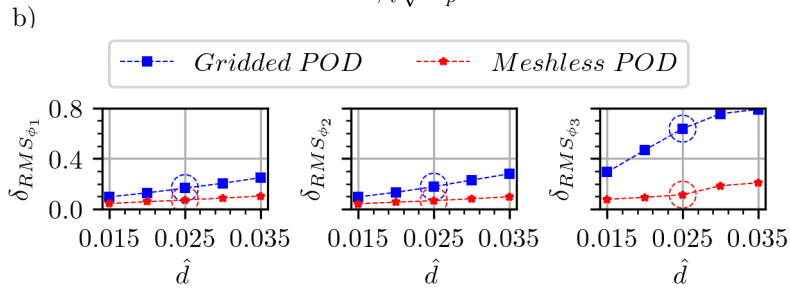 b)
Gridded POD Meshless POD
δRMSϕ1 0.8 0.4 0.0 0.015 0.025 0.035 d̂
δRMSϕ2 0.015 0.025 0.035 d̂
δRMSϕ3 0.015 0.025 0.035 d̂